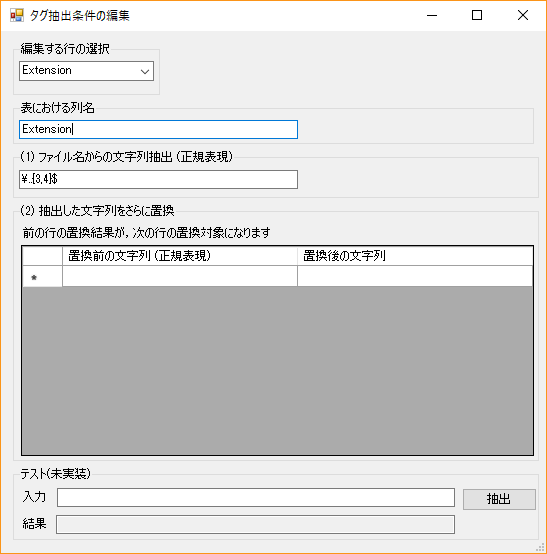 タグ抽出条件の編集
編集する行の選択
Extension
表における列名
Extension
(1) ファイル名からの文字列抽出 (正規表現)
¥..{3,4}$
(2) 抽出した文字列をさらに置換
前の行の置換結果が, 次の行の置換対象になります
置換前の文字列 (正規表現) 置換後の文字列
*
テスト(未実装)
入力 抽出
結果